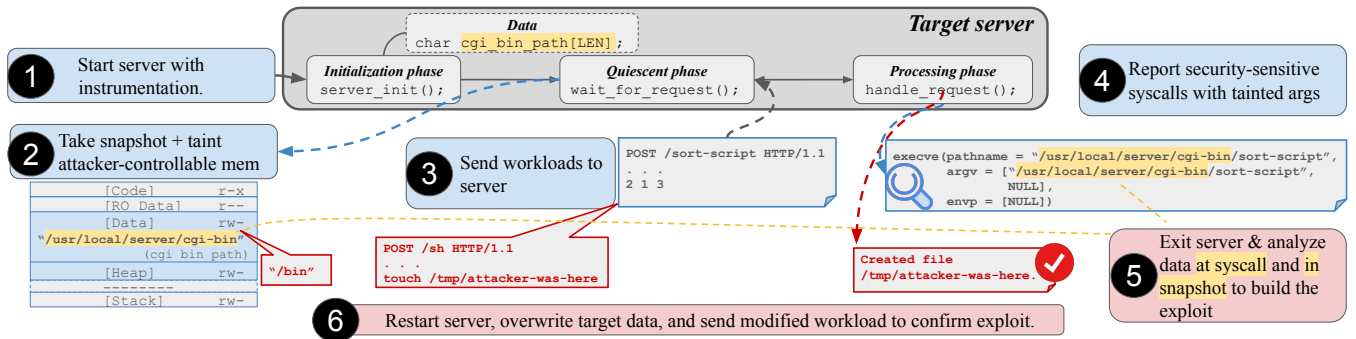 Target server
Data
char cgi_bin_path[LEN];
1
Start server with
instrumentation.
Initialization phase
server_init();
Quiescent phase
wait_for_request();
Processing phase
handle_request();
4
Report security-sensitive
syscalls with tainted args
2
Take snapshot + taint
attacker-controllable mem
3
Send workloads to
server
POST /sort-script HTTP/1.1
. . .
2 1 3
execve(pathname = “/usr/local/server/cgi-bin/sort-script”,
argv = [“/usr/local/server/cgi-bin/sort-script”,
NULL],
envp = [NULL])
[Code] r-x
[RO Data] r--
[Data] rw-
“/usr/local/server/cgi-bin”
(cgi bin path)
[Heap] rw-
--------
[Stack] rw-
“/bin”
POST /sh HTTP/1.1
. . .
touch /tmp/attacker-was-here
Created file
/tmp/attacker-was-here.
5
Exit server & analyze
data at syscall and in
snapshot to build the
exploit
6
Restart server, overwrite target data, and send modified workload to confirm exploit.